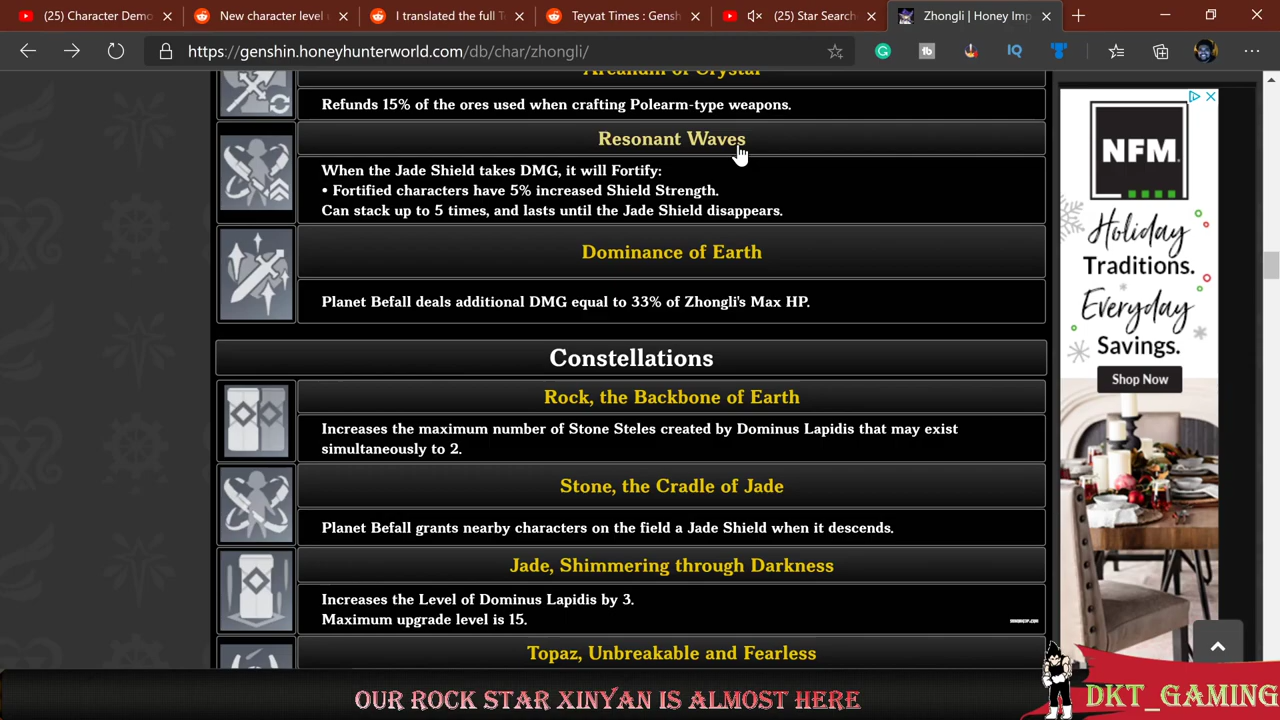 (25) Character Demo
New character level
I translated the full T
Teyvat Times : Gensh
(25) Star Search
Zhongli | Honey Imp
https://genshin.honeyhunterworld.com/db/char/zhongli/
Arcanum of Crystal
Refunds 15% of the ores used when crafting Polearm-type weapons.
Resonant Waves
When the Jade Shield takes DMG, it will Fortify:
• Fortified characters have 5% increased Shield Strength.
Can stack up to 5 times, and lasts until the Jade Shield disappears.
Dominance of Earth
Planet Befall deals additional DMG equal to 33% of Zhongli's Max HP.
Constellations
Rock, the Backbone of Earth
Increases the maximum number of Stone Steles created by Dominus Lapidis that may exist
simultaneously to 2.
Stone, the Cradle of Jade
Planet Befall grants nearby characters on the field a Jade Shield when it descends.
Jade, Shimmering through Darkness
Increases the Level of Dominus Lapidis by 3.
Maximum upgrade level is 15.
Topaz, Unbreakable and Fearless
NFM
Holiday
Traditions.
Everyday
Savings.
Shop Now
OUR ROCK STAR XINYAN IS ALMOST HERE
DKT_GAMING